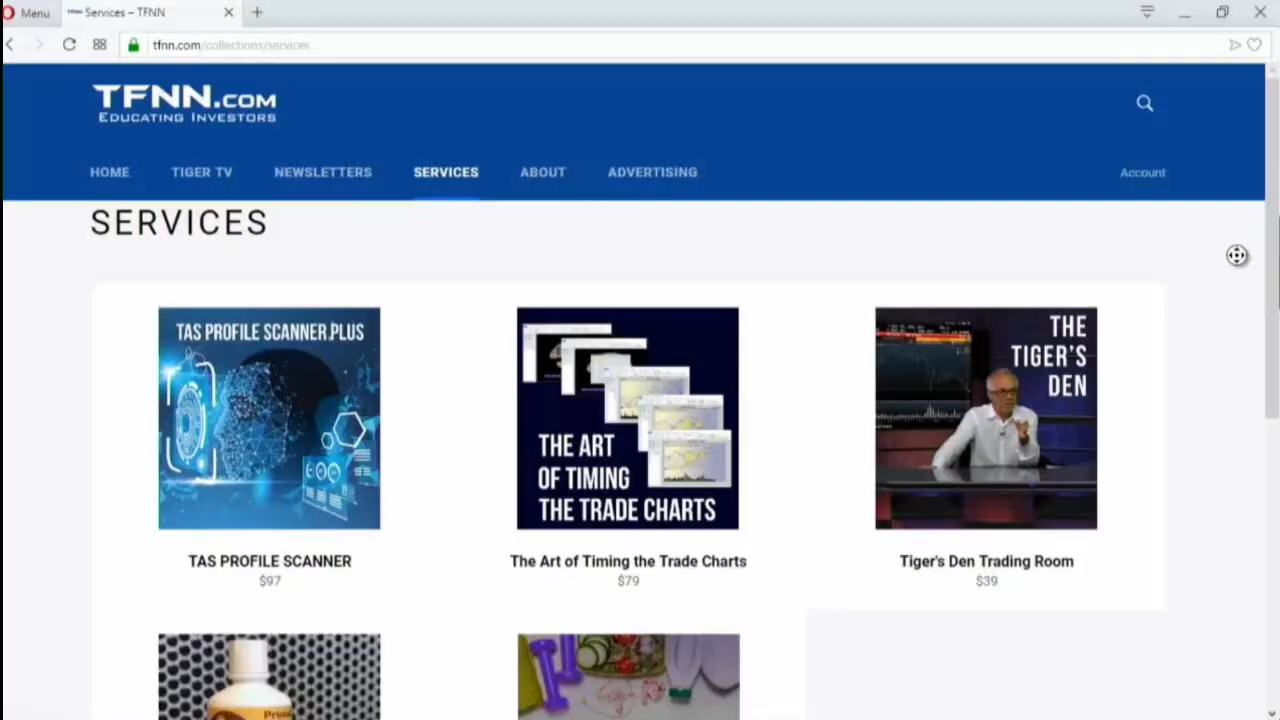 Menu
Services – TFNN
tfnn.com/collections/services
TFNN.COM
EDUCATING INVESTORS
HOME
TIGER TV
NEWSLETTERS
SERVICES
ABOUT
ADVERTISING
Account
SERVICES
TAS PROFILE SCANNER PLUS
THE ART
OF TIMING
THE TRADE CHARTS
THE
TIGER'S
DEN
TAS PROFILE SCANNER
$97
The Art of Timing the Trade Charts
$79
Tiger's Den Trading Room
$39